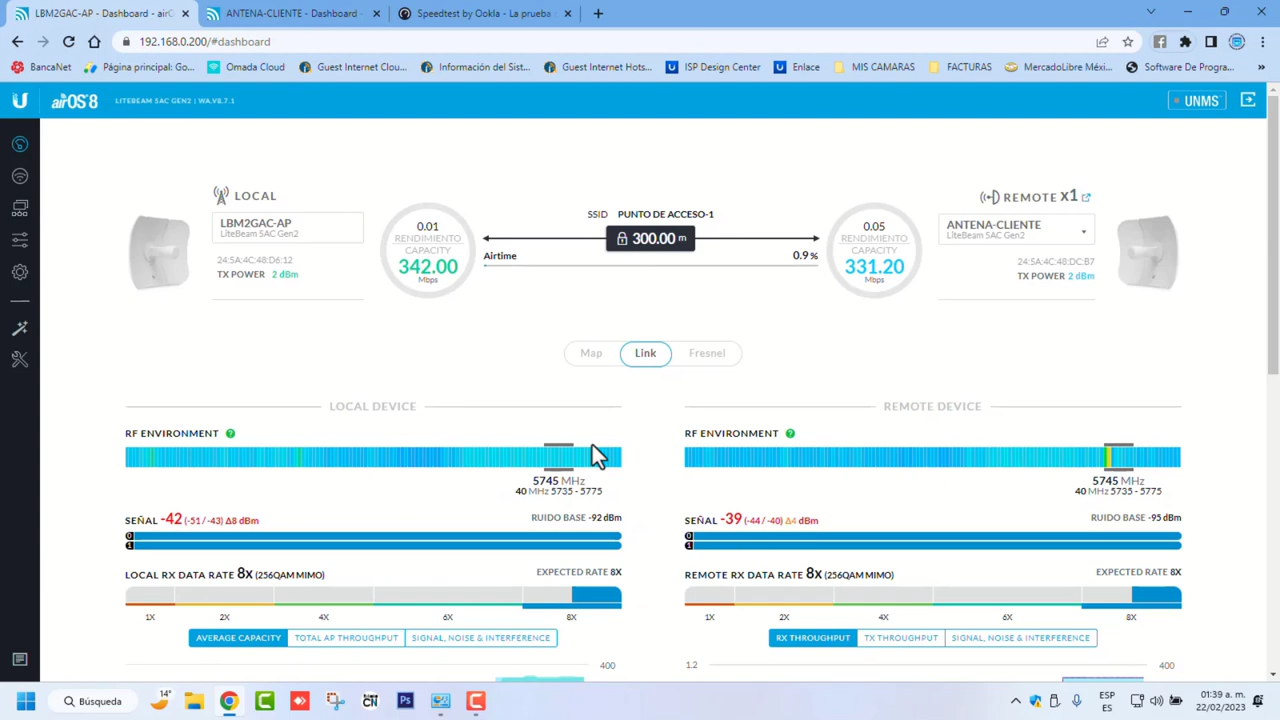 LBM2GAC-AP - Dashboard - airO
ANTENA-CLIENTE - Dashboard
Speedtest by Ookla - La prueba
192.168.0.200/#dashboard
BancaNet
Página principal: Go...
Omada Cloud
Guest Internet Clou...
Información del Sist...
Guest Internet Hots...
ISP Design Center
Enlace
MIS CAMARAS
FACTURAS
MercadoLibre Méxi...
Software De Progra...
»
U airOS 8 LITEBEAM 5AC GEN2 | WA.V8.7.1
UNMS
LOCAL
LBM2GAC-AP
LiteBeam 5AC Gen2
24:5A:4C:48:D6:12
TX POWER 2 dBm
0.01
RENDIMIENTO
CAPACITY
342.00
Mbps
SSID PUNTO DE ACCESO-1
300.00 m
Airtime 0.9 %
0.05
RENDIMIENTO
CAPACITY
331.20
Mbps
REMOTE X1
ANTENA-CLIENTE
LiteBeam 5AC Gen2
24:5A:4C:48:DC:B7
TX POWER 2 dBm
Map Link Fresnel
LOCAL DEVICE
RF ENVIRONMENT ?
5745 MHz
40 MHz 5735 - 5775
SEÑAL -42 (-51 / -43) Δ8 dBm RUIDO BASE -92 dBm
0
1
LOCAL RX DATA RATE 8x (256QAM MIMO) EXPECTED RATE 8X
1X 2X 4X 6X 8X
AVERAGE CAPACITY TOTAL AP THROUGHPUT SIGNAL, NOISE & INTERFERENCE
400
REMOTE DEVICE
RF ENVIRONMENT ?
5745 MHz
40 MHz 5735 - 5775
SEÑAL -39 (-44 / -40) Δ4 dBm RUIDO BASE -95 dBm
0
1
REMOTE RX DATA RATE 8x (256QAM MIMO) EXPECTED RATE 8X
1X 2X 4X 6X 8X
RX THROUGHPUT TX THROUGHPUT SIGNAL, NOISE & INTERFERENCE
1.2 400
Búsqueda
14°
CN
Ps
ESP
ES
01:39 a. m.
22/02/2023